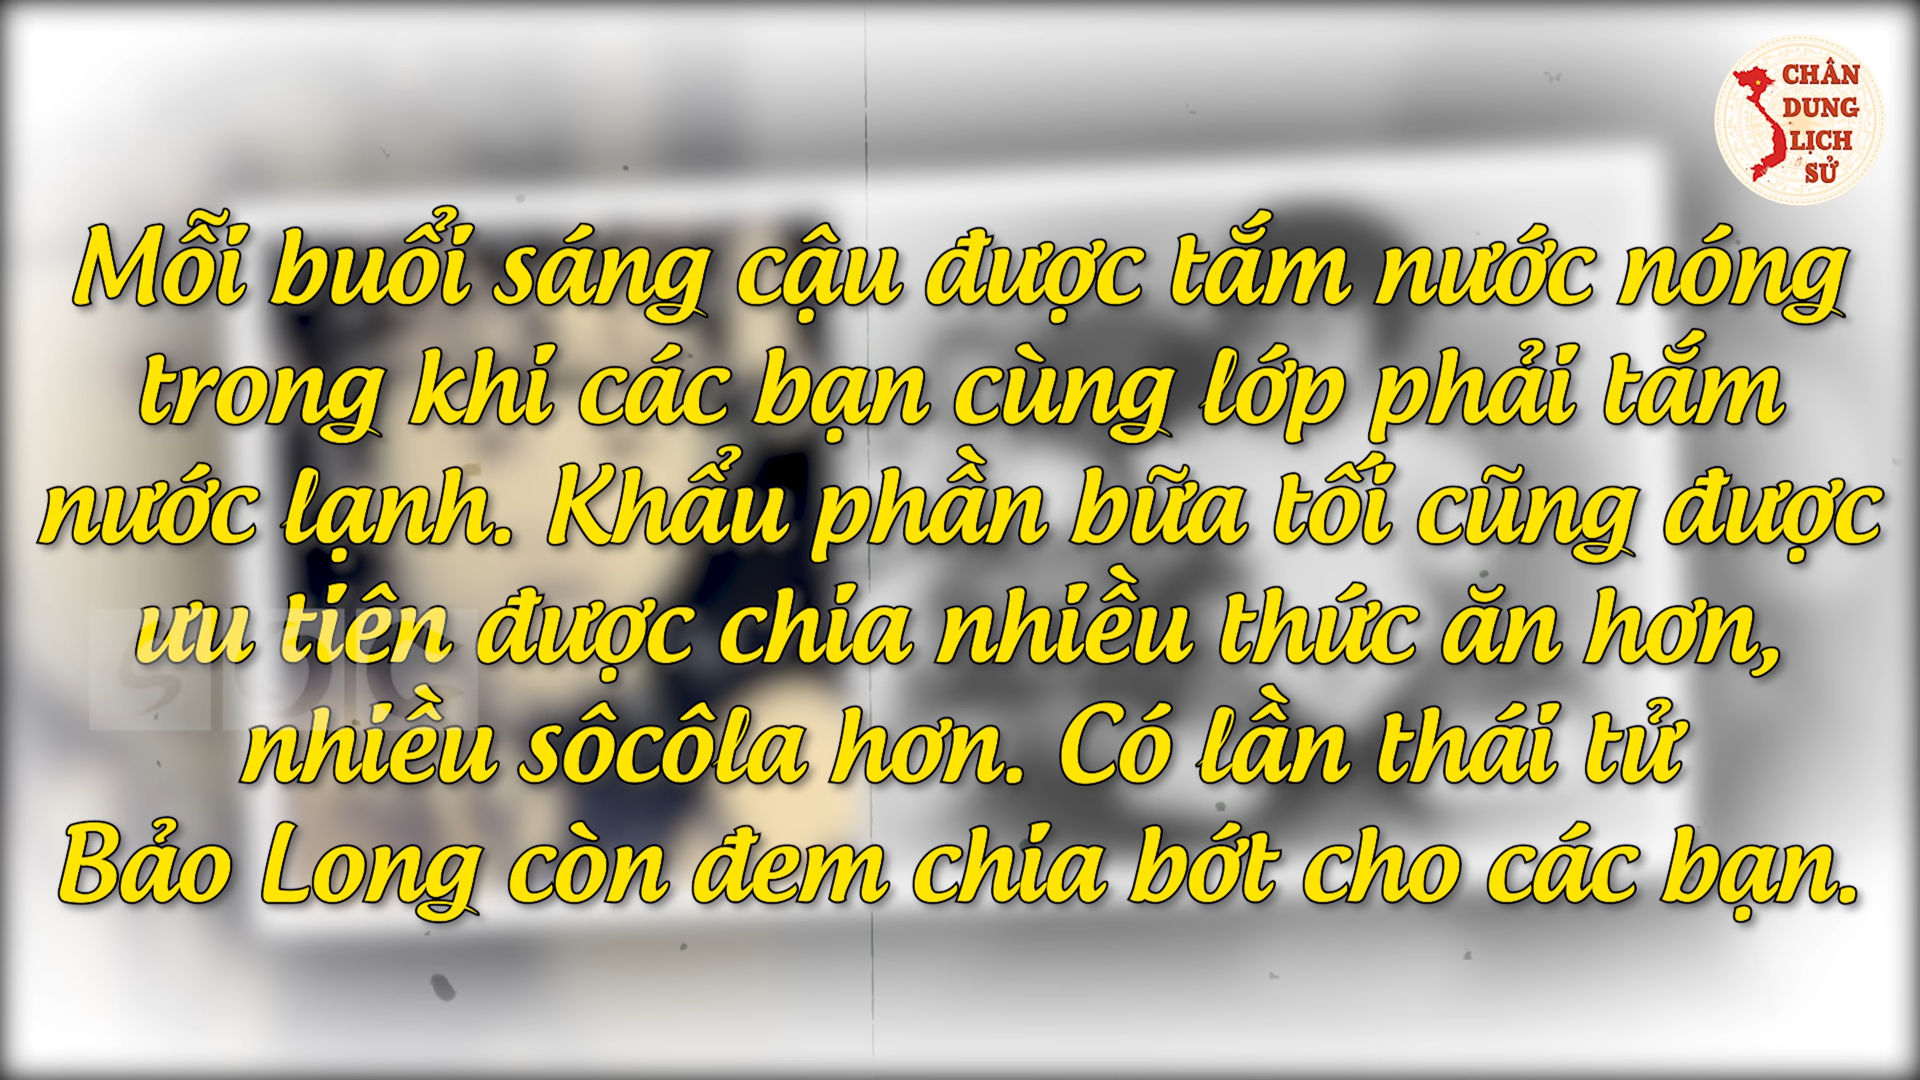 CHÂN
DUNG
LỊCH
SỬ
Mỗi buổi sáng cậu được tắm nước nóng
trong khi các bạn cùng lớp phải tắm
nước lạnh. Khẩu phần bữa tối cũng được
ưu tiên được chia nhiều thức ăn hơn,
nhiều sôcôla hơn. Có lần thái tử
Bảo Long còn đem chia bớt cho các bạn.